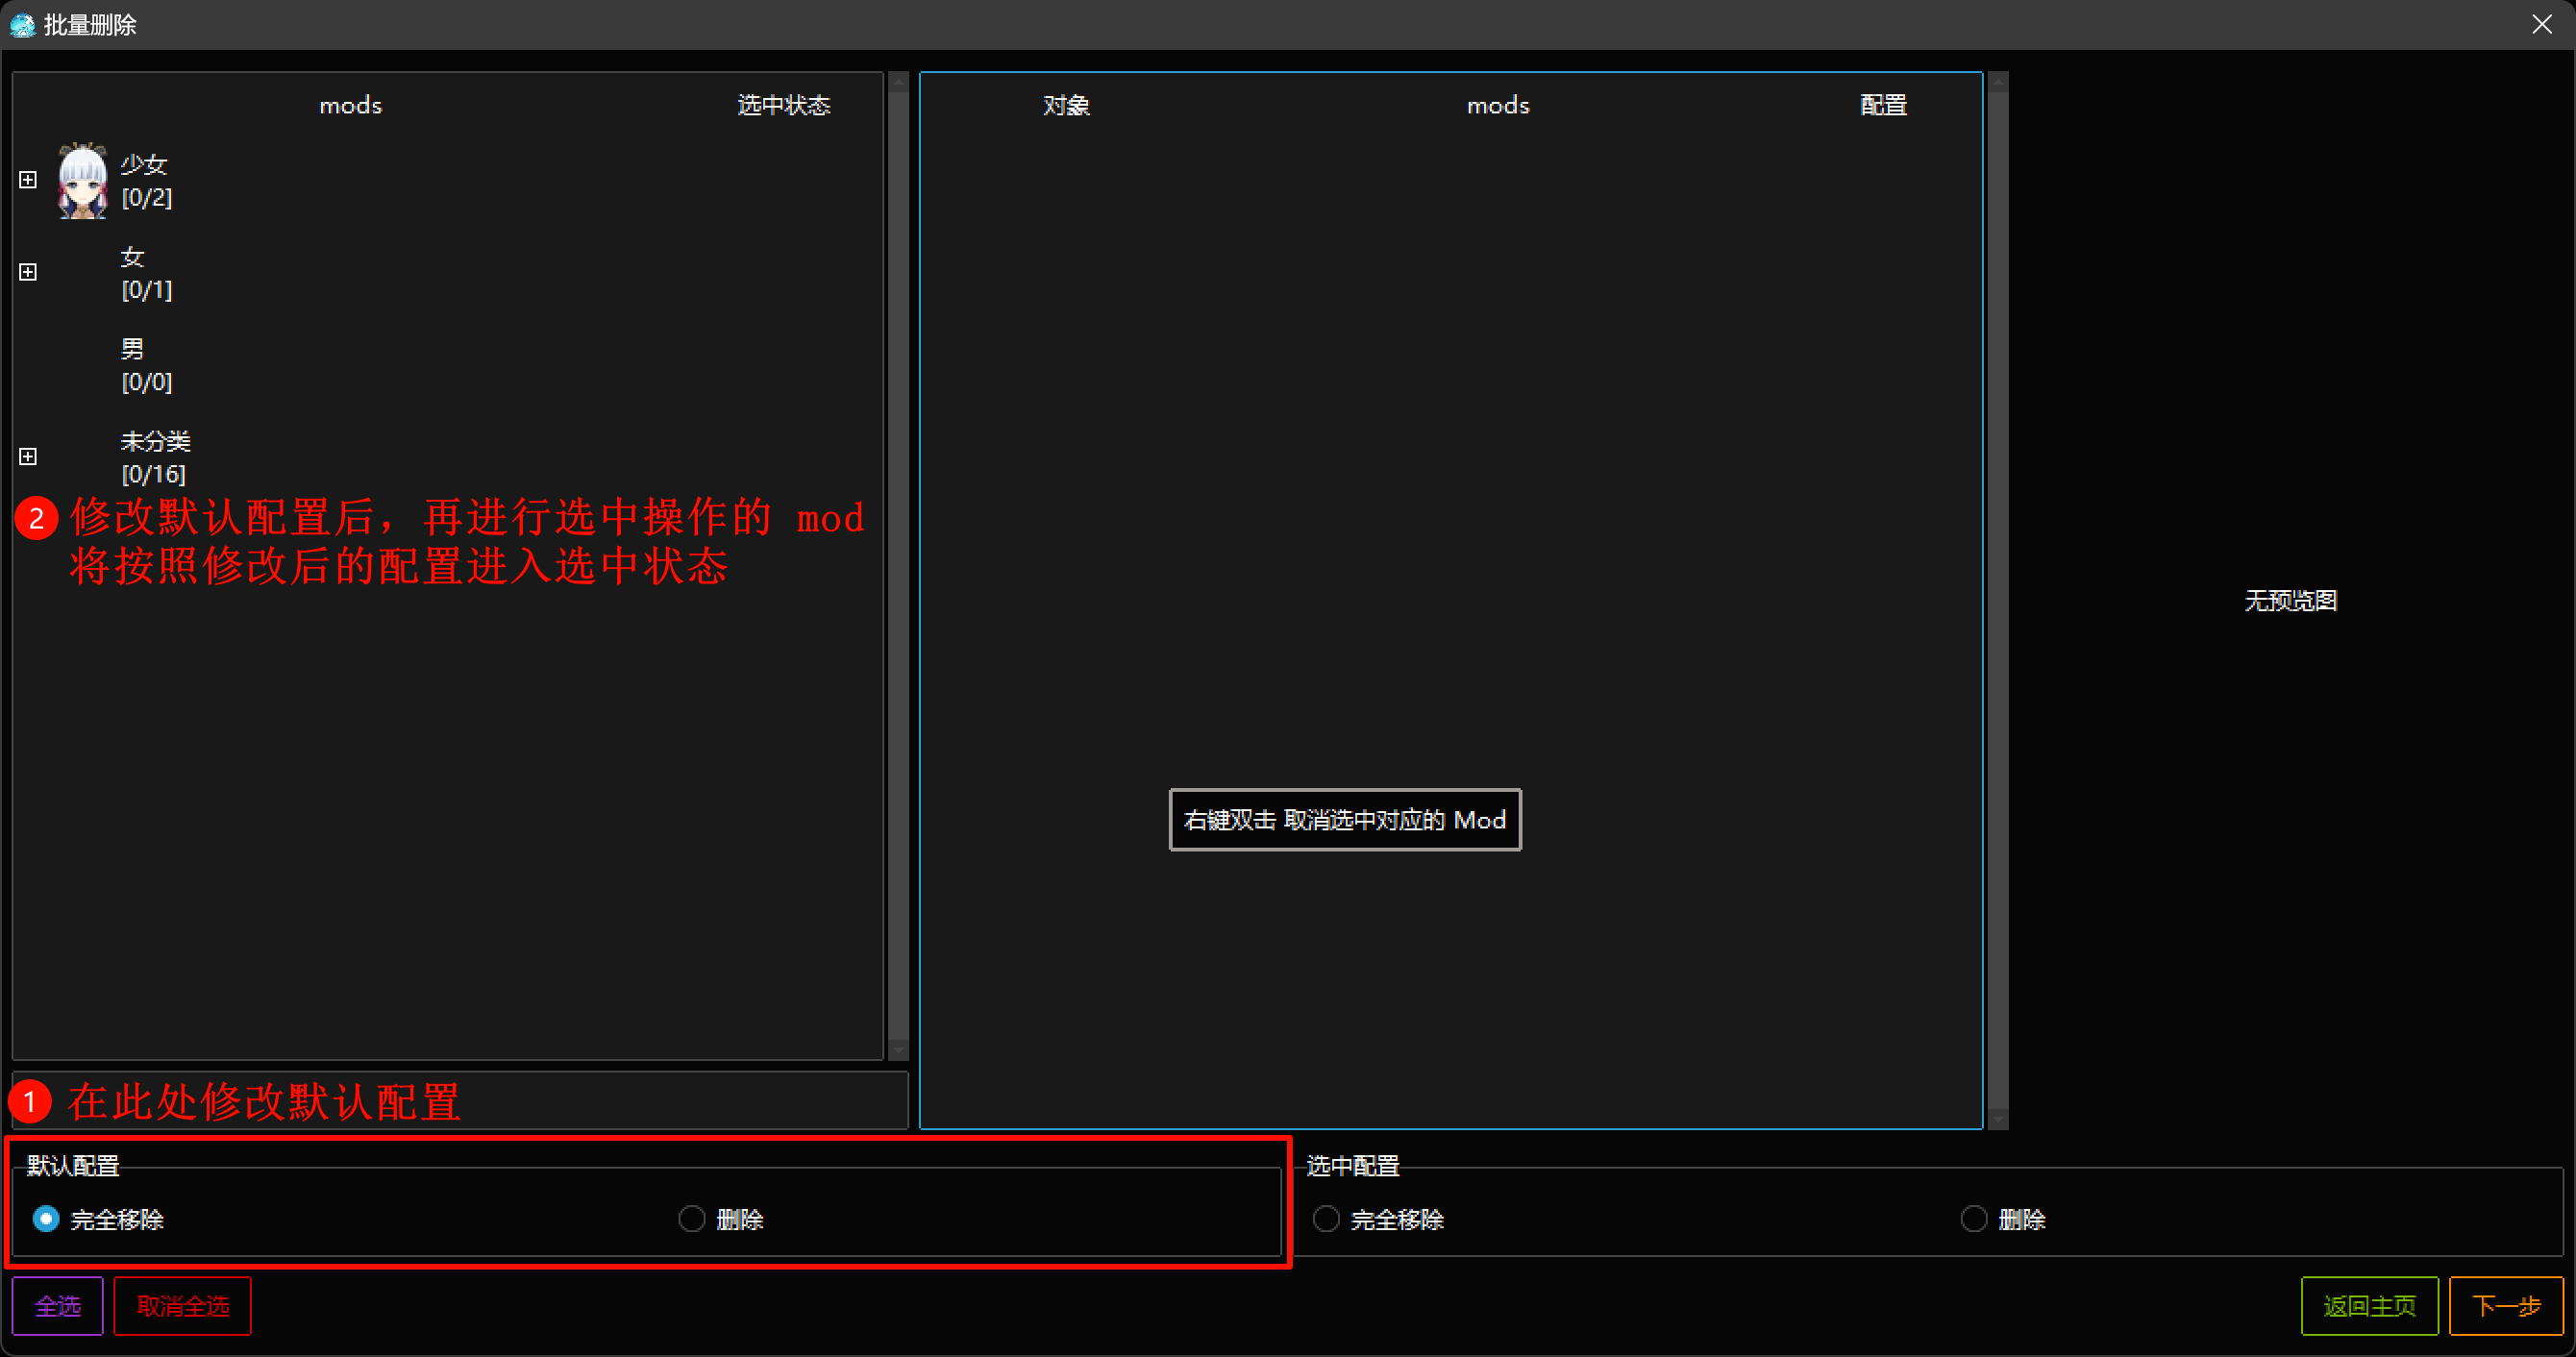 批量删除
mods 选中状态
少女
[0/2]
女
[0/1]
男
[0/0]
未分类
[0/16]
2 修改默认配置后，再进行选中操作的 mod
将按照修改后的配置进入选中状态
1 在此处修改默认配置
对象 mods 配置
右键双击 取消选中对应的 Mod
无预览图
默认配置
完全移除 删除
选中配置
完全移除 删除
全选 取消全选 返回主页 下一步